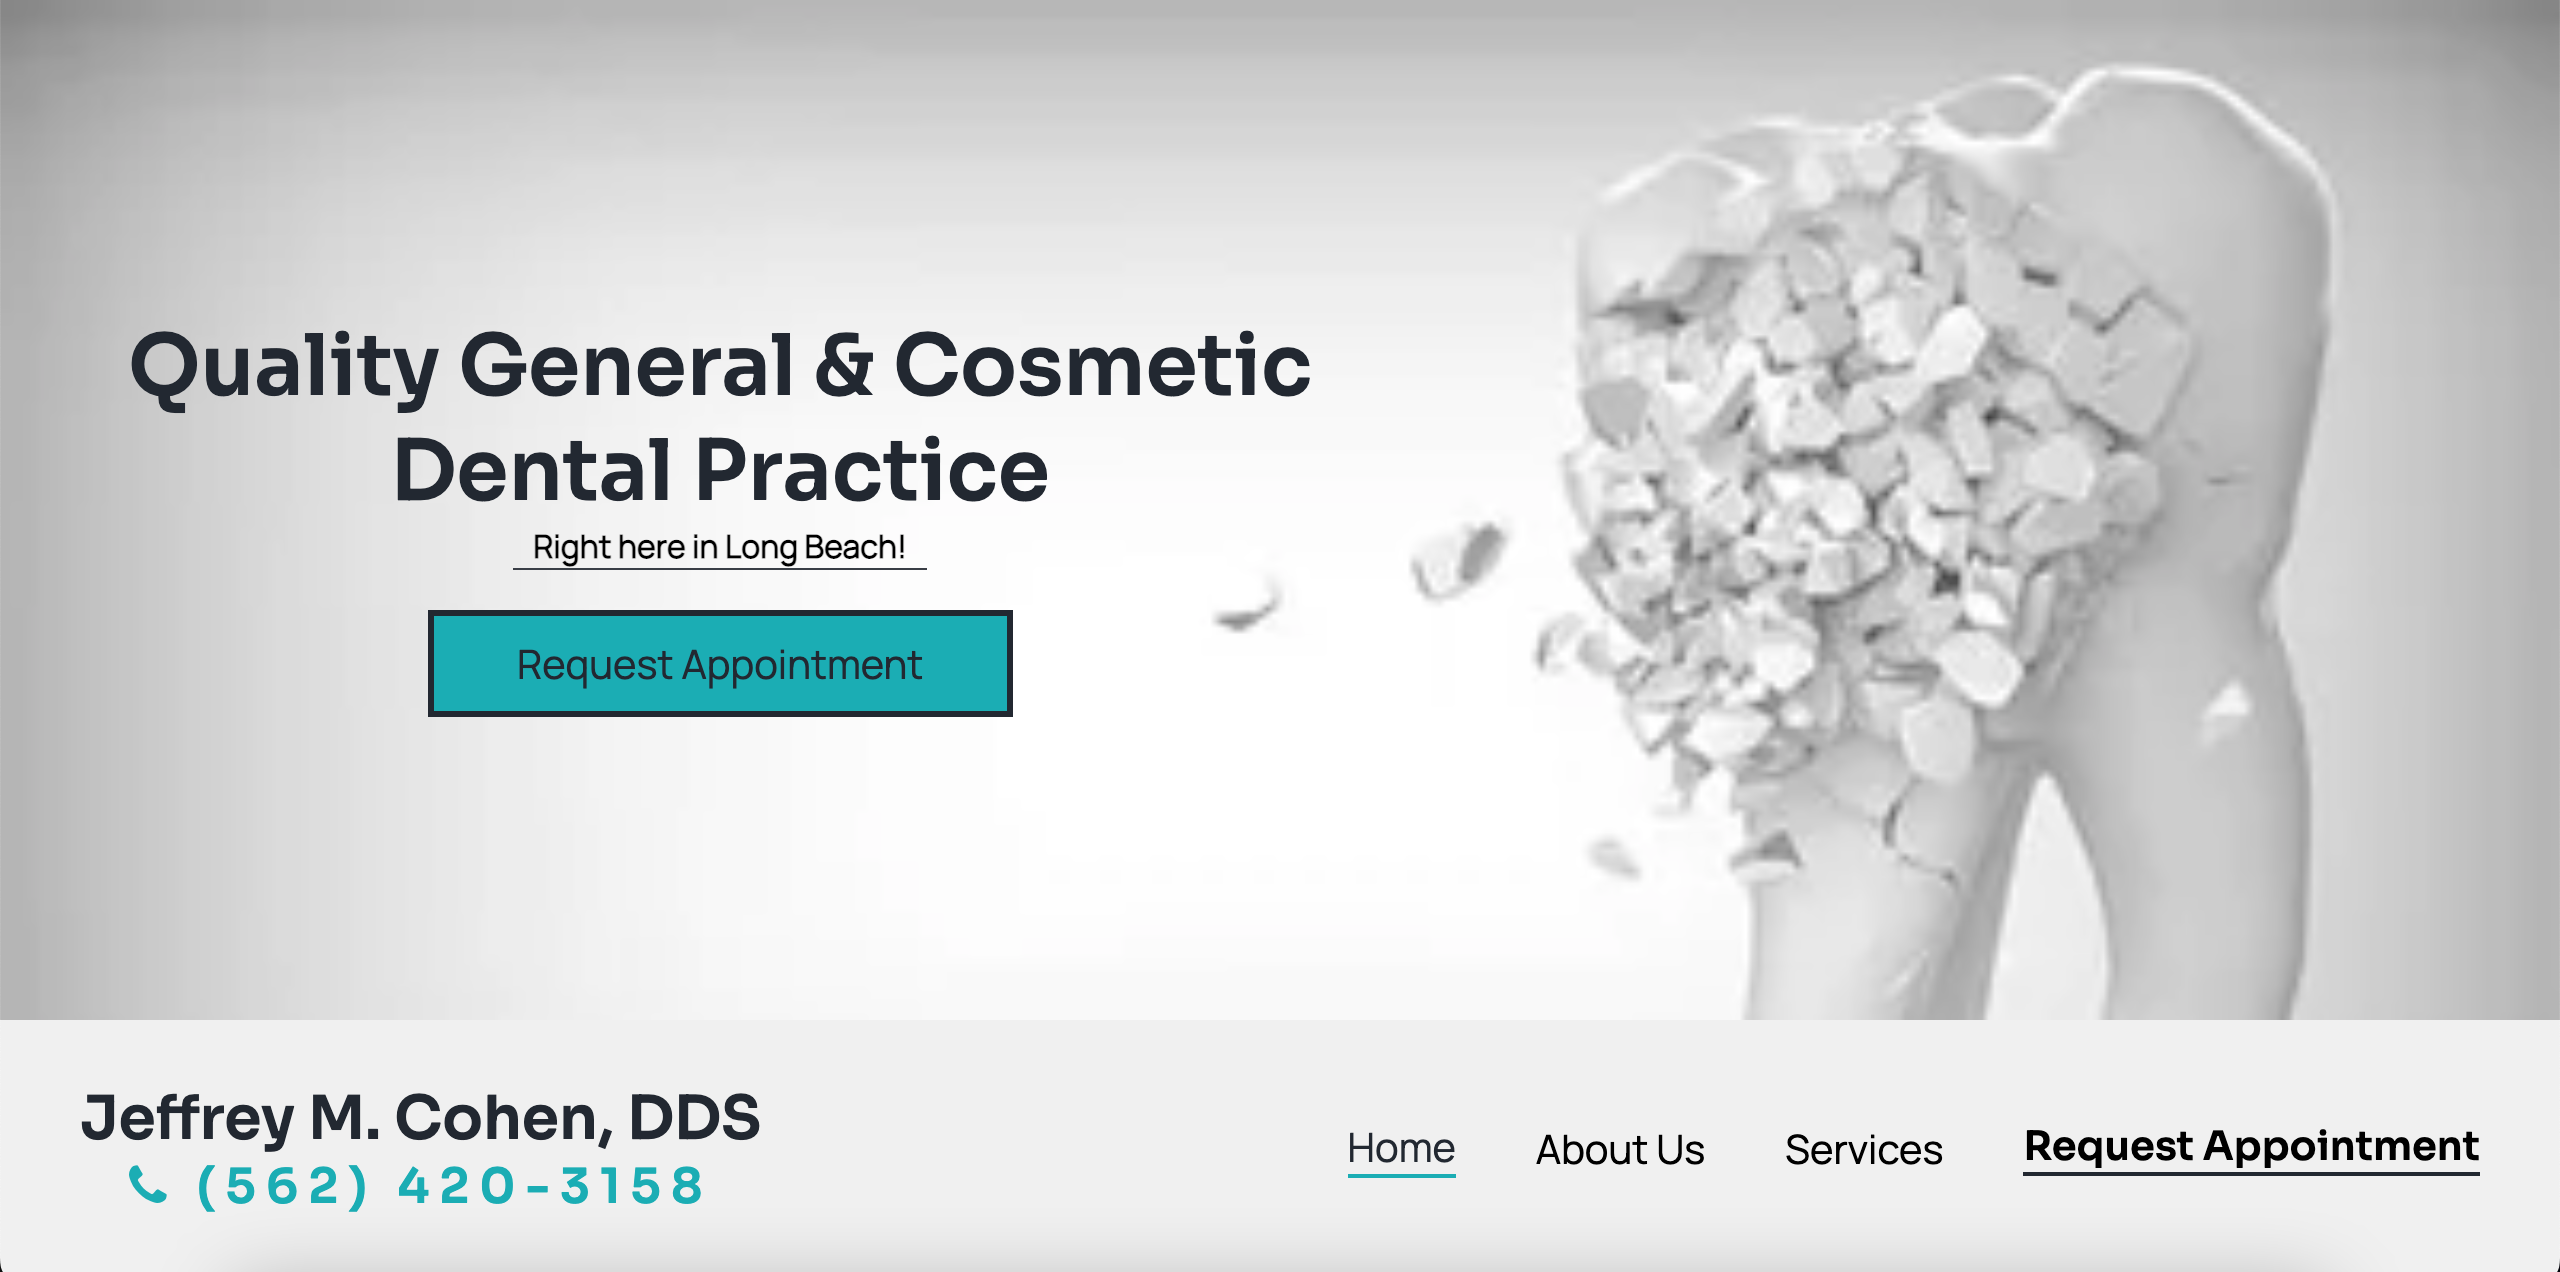 Quality General & Cosmetic
Dental Practice
Right here in Long Beach!
Request Appointment
Jeffrey M. Cohen, DDS
(562) 420-3158
Home
About Us
Services
Request Appointment